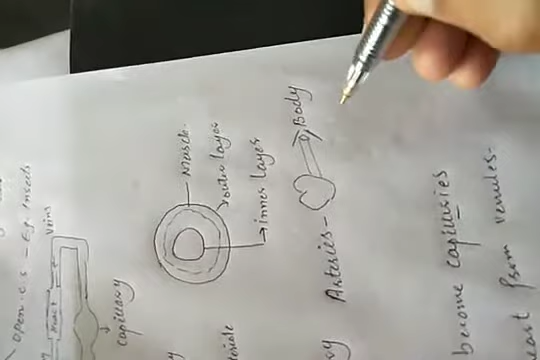 open.c.s - Eg. Insects
veins
capillary
Muscle.
outer layer
inner layer
Arteries- Body
become capillaries
from venules.